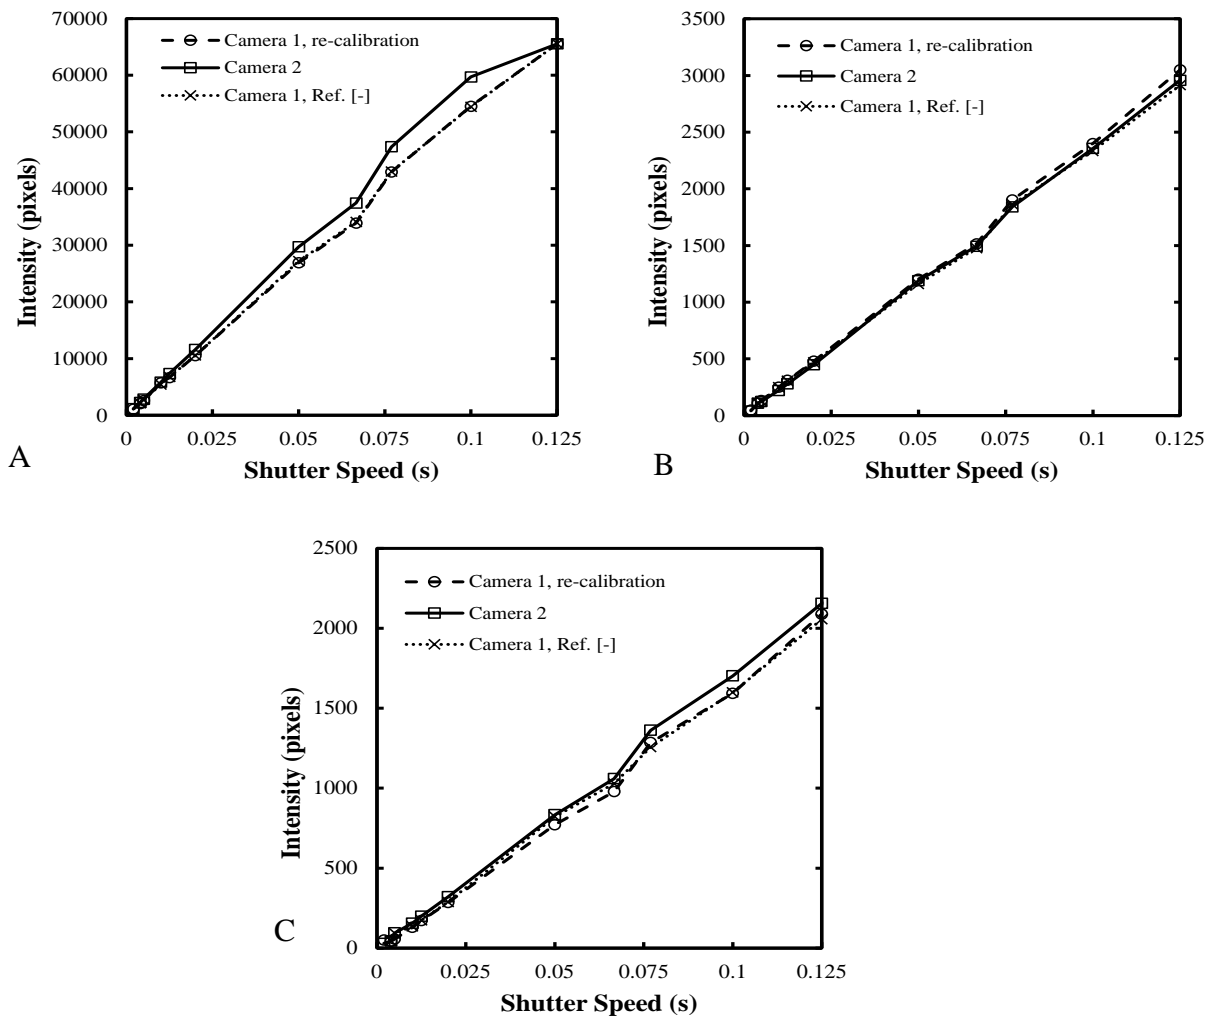 70000
60000
50000
40000
30000
20000
10000
0
Intensity (pixels)
Camera 1, re-calibration
Camera 2
Camera 1, Ref. [-]
0 0.025 0.05 0.075 0.1 0.125
Shutter Speed (s)
A
3500
3000
2500
2000
1500
1000
500
0
Intensity (pixels)
Camera 1, re-calibration
Camera 2
Camera 1, Ref. [-]
0 0.025 0.05 0.075 0.1 0.125
Shutter Speed (s)
B
2500
2000
1500
1000
500
0
Intensity (pixels)
Camera 1, re-calibration
Camera 2
Camera 1, Ref. [-]
0 0.025 0.05 0.075 0.1 0.125
Shutter Speed (s)
C